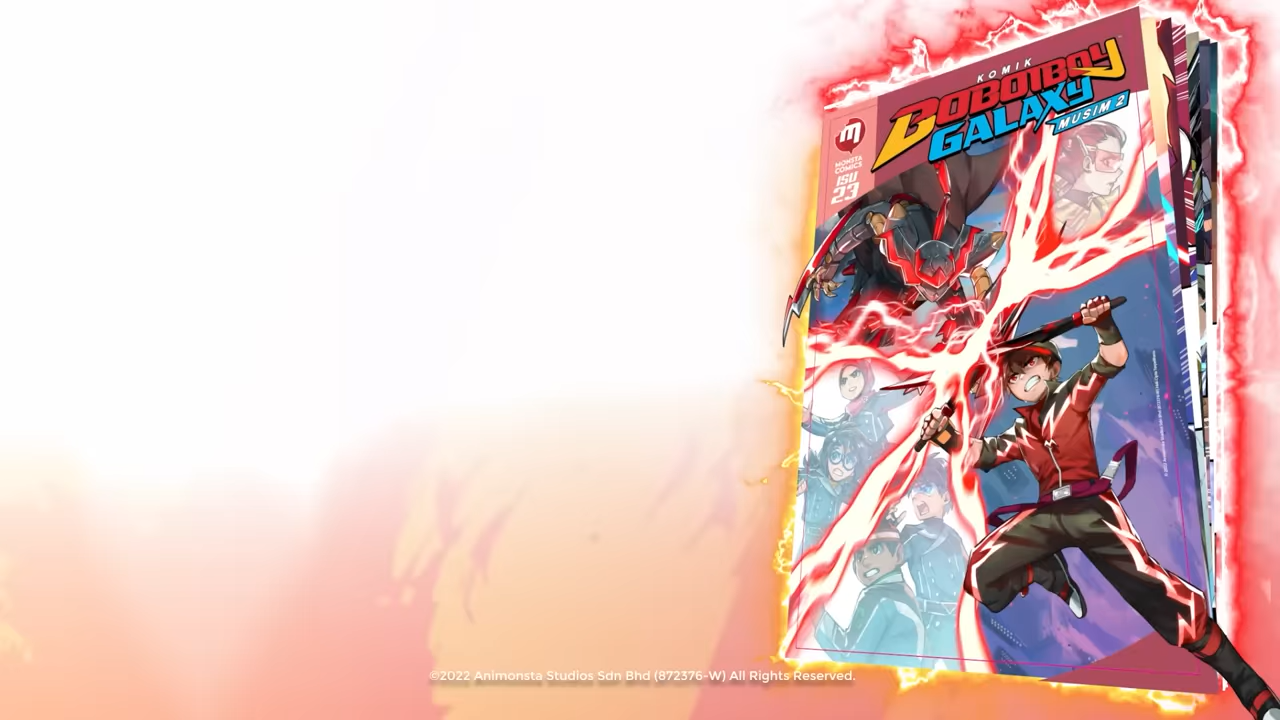 KOMIK
BOBOIBOY
GALAXY
MUSIM 2
MONSTA
COMICS
ISU
23
©2022 Animonsta Studios Sdn Bhd (872376-W) All Rights Reserved.